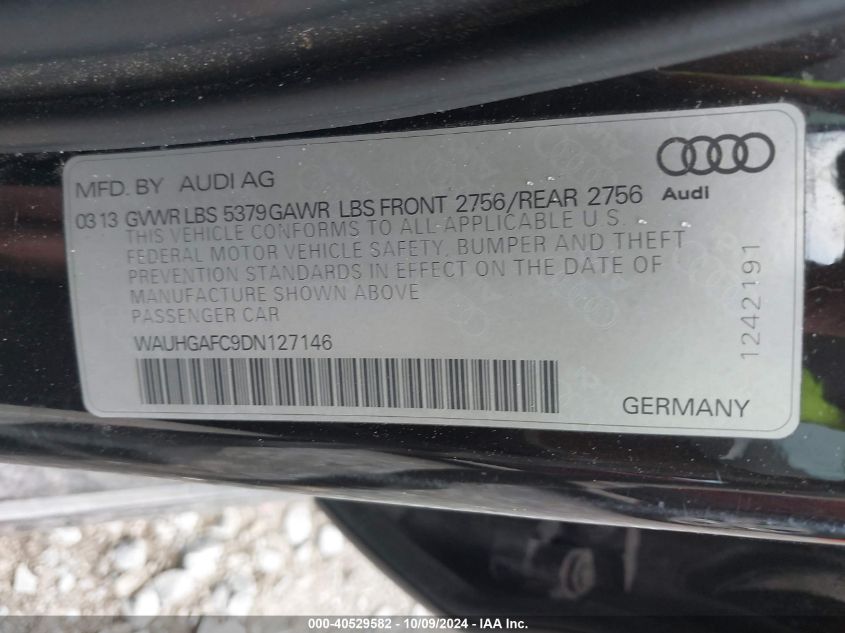 MFD. BY AUDI AG
Audi
03 13 GVWR LBS 5379 GAWR LBS FRONT 2756/REAR 2756
THIS VEHICLE CONFORMS TO ALL APPLICABLE U.S.
FEDERAL MOTOR VEHICLE SAFETY, BUMPER AND THEFT
PREVENTION STANDARDS IN EFFECT ON THE DATE OF
MANUFACTURE SHOWN ABOVE
PASSENGER CAR
WAUHGAFC9DN127146
GERMANY
1242191
000-40529582 - 10/09/2024 - IAA Inc.